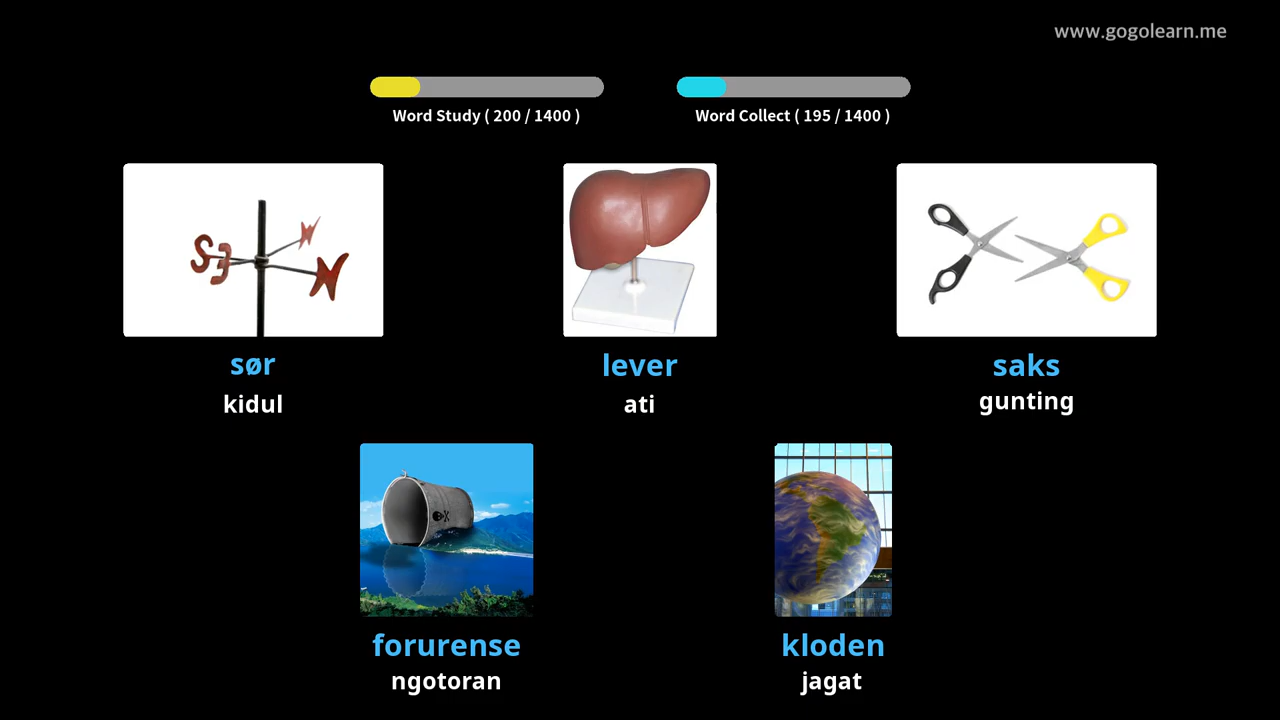 www.gogolearn.me
Word Study ( 200 / 1400 )
Word Collect ( 195 / 1400 )
S E N N
sør
kidul
lever
ati
saks
gunting
forurense
ngotoran
kloden
jagat